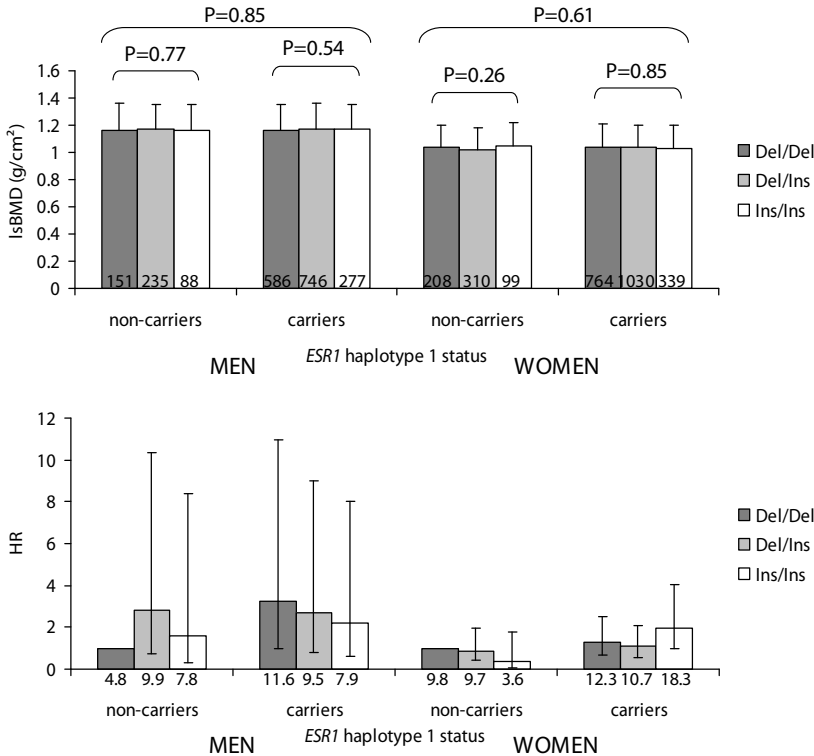 P=0.85 P=0.61
P=0.77 P=0.54 P=0.26 P=0.85
1.6
1.4
1.2
1
0.8
0.6
0.4
0.2
0
lsBMD (g/cm²)
151 235 88 586 746 277 208 310 99 764 1030 339
non-carriers carriers non-carriers carriers
MEN ESR1 haplotype 1 status WOMEN
Del/Del
Del/Ins
Ins/Ins
12
10
8
6
4
2
0
HR
4.8 9.9 7.8 11.6 9.5 7.9 9.8 9.7 3.6 12.3 10.7 18.3
non-carriers carriers non-carriers carriers
MEN ESR1 haplotype 1 status WOMEN
Del/Del
Del/Ins
Ins/Ins